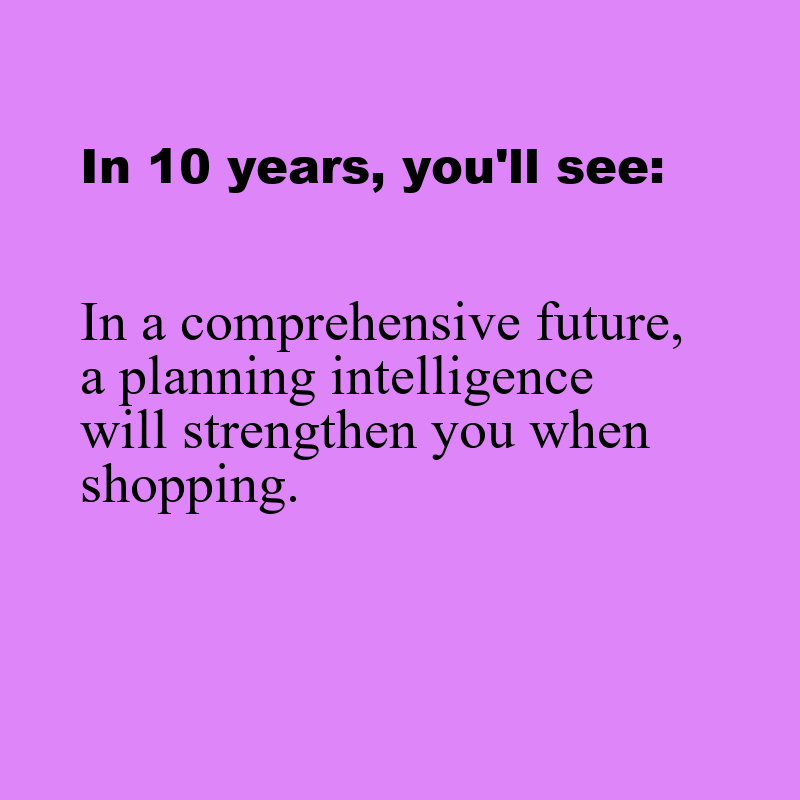 In 10 years, you'll see:
In a comprehensive future,
a planning intelligence
will strengthen you when
shopping.